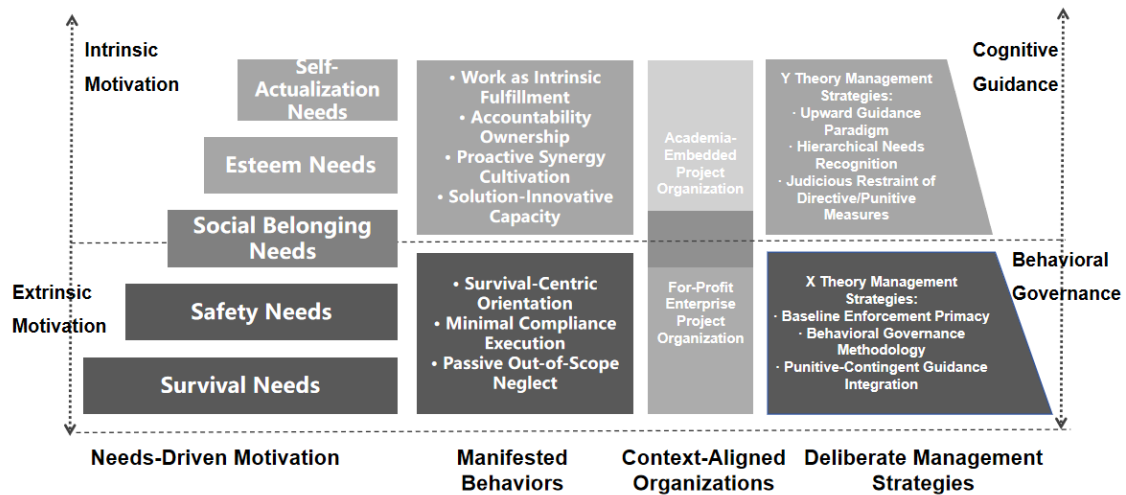 Intrinsic
Motivation
Self-
Actualization
Needs
Esteem Needs
Social Belonging
Needs
Extrinsic
Motivation
Safety Needs
Survival Needs
• Work as Intrinsic
Fulfillment
• Accountability
Ownership
• Proactive Synergy
Cultivation
• Solution-Innovative
Capacity
• Survival-Centric
Orientation
• Minimal Compliance
Execution
• Passive Out-of-Scope
Neglect
Academia-
Embedded
Project
Organization
For-Profit
Enterprise
Project
Organization
Y Theory Management
Strategies:
· Upward Guidance
Paradigm
· Hierarchical Needs
Recognition
· Judicious Restraint of
Directive/Punitive
Measures
X Theory Management
Strategies:
· Baseline Enforcement Primacy
· Behavioral Governance
Methodology
· Punitive-Contingent Guidance
Integration
Cognitive
Guidance
Behavioral
Governance
Needs-Driven Motivation
Manifested
Behaviors
Context-Aligned
Organizations
Deliberate Management
Strategies